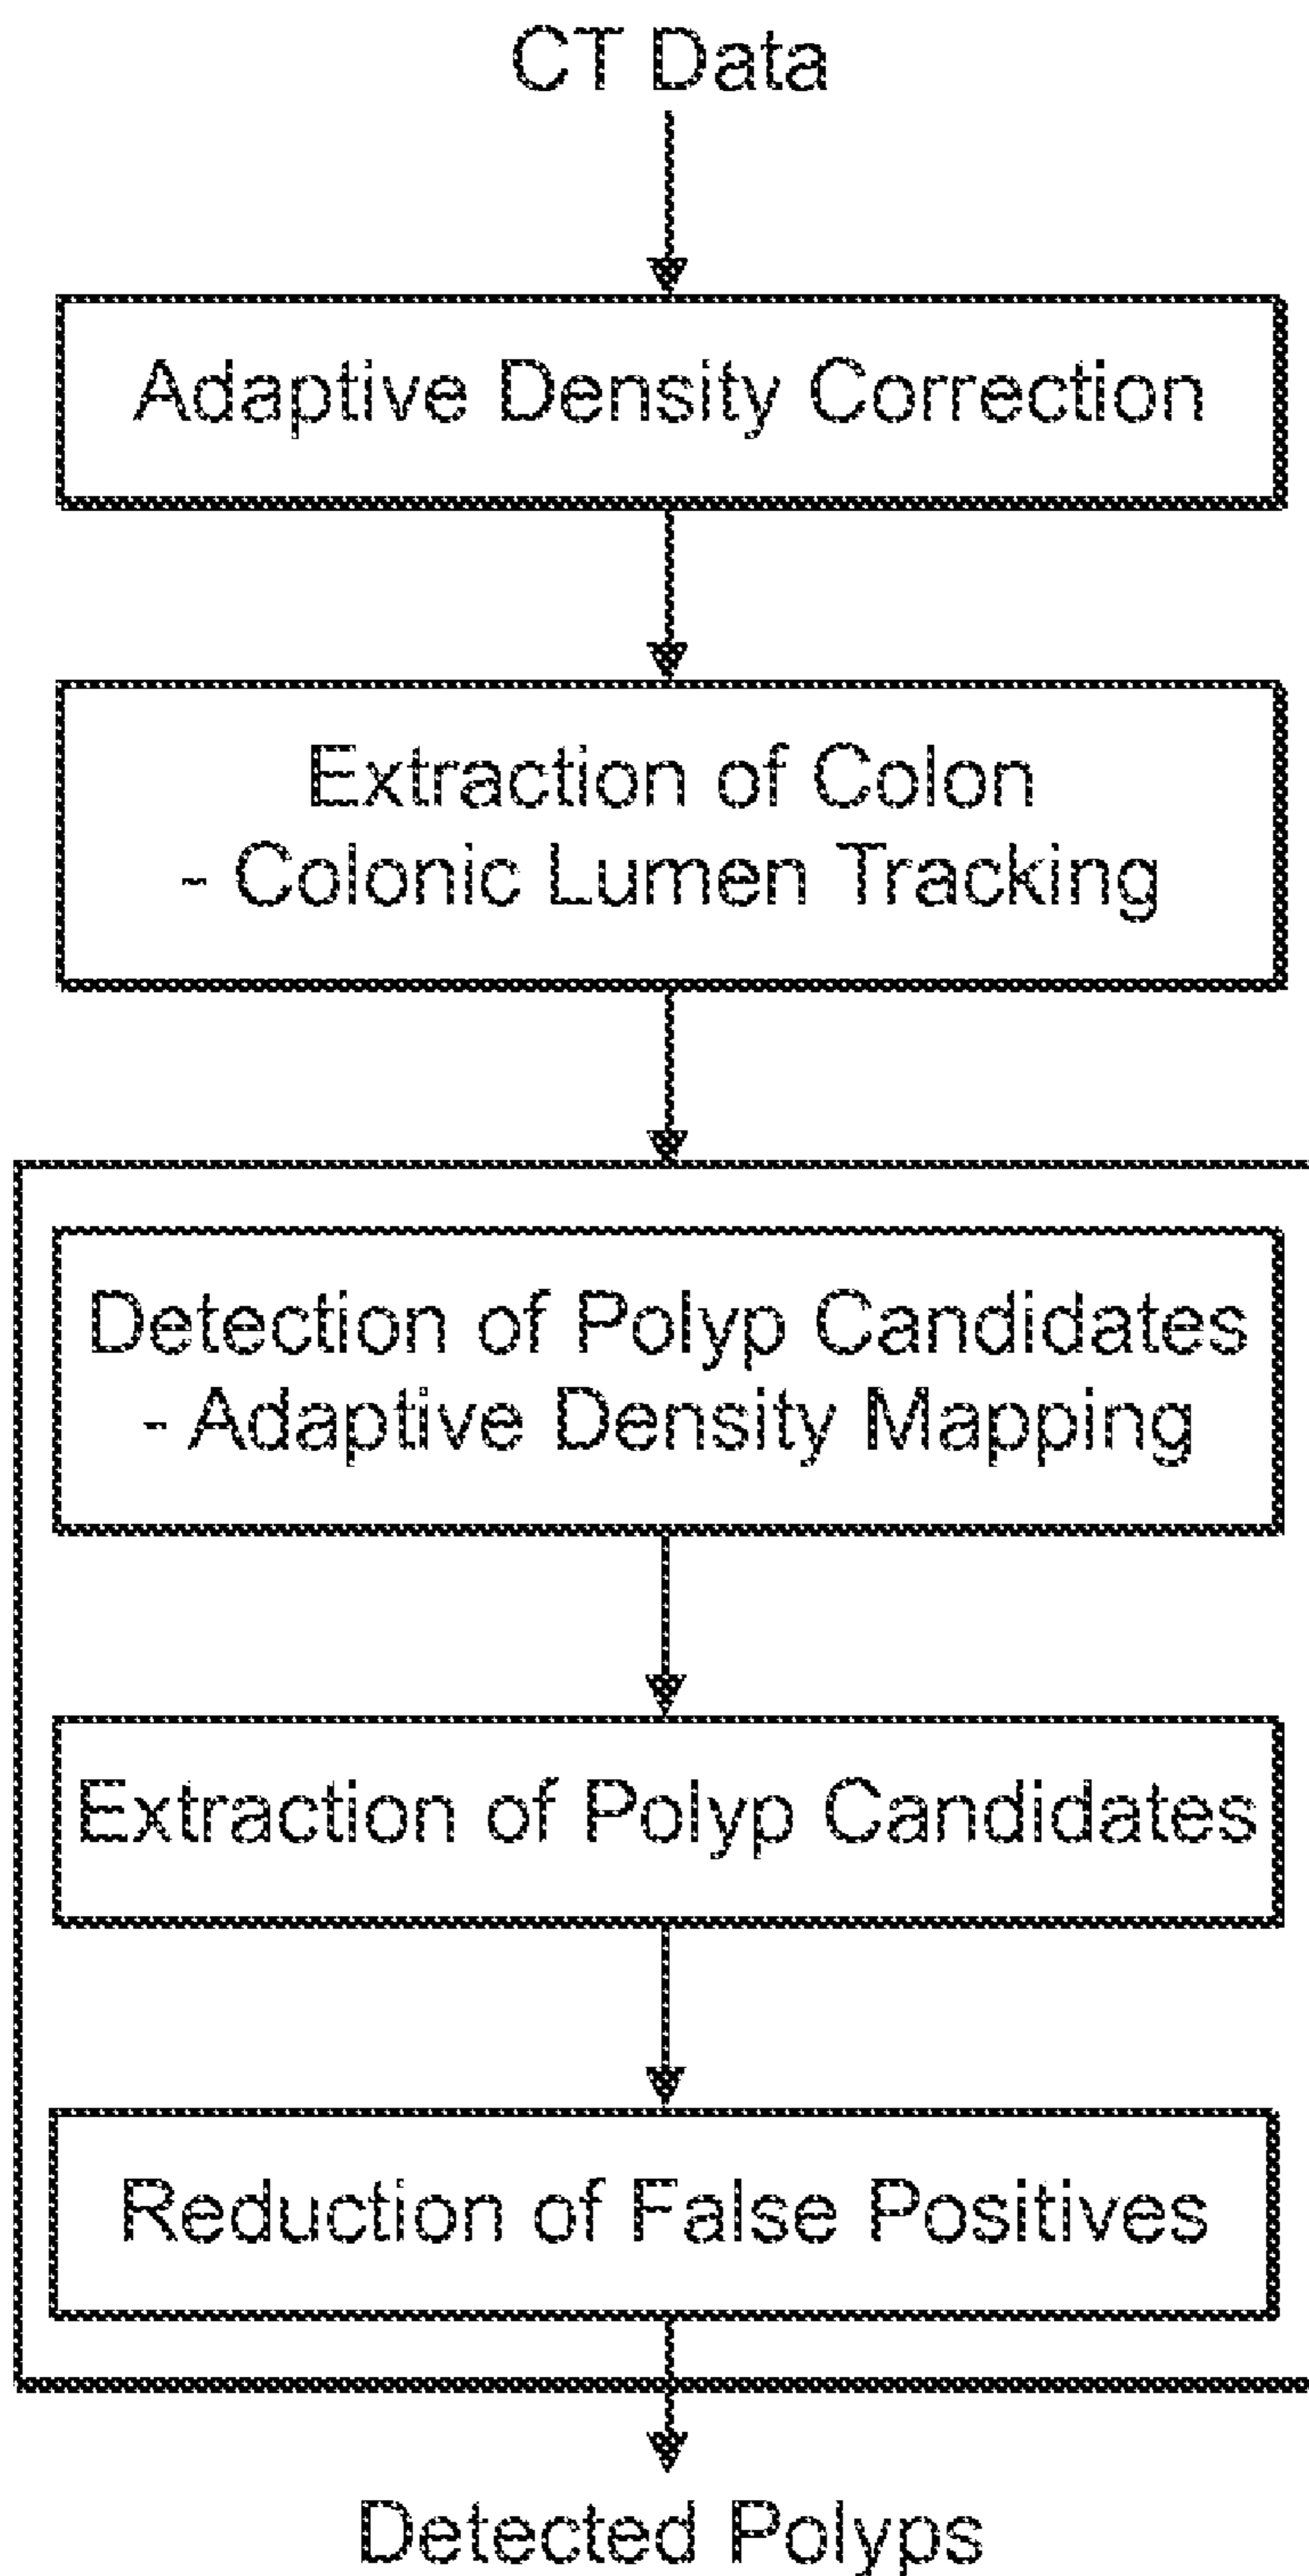 CT Data
Adaptive Density Correction
Extraction of Colon
- Colonic Lumen Tracking
Detection of Polyp Candidates
- Adaptive Density Mapping
Extraction of Polyp Candidates
Reduction of False Positives
Detected Polyps